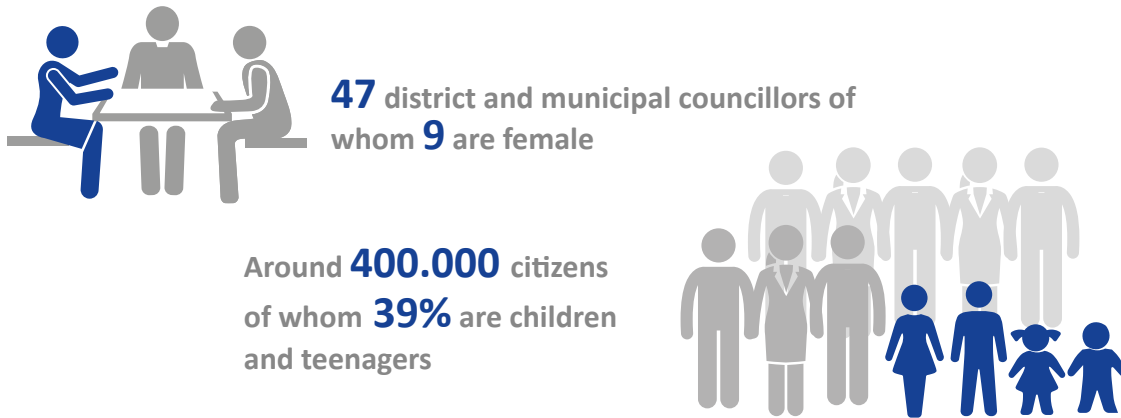 47 district and municipal councillors of
whom 9 are female
Around 400.000 citizens
of whom 39% are children
and teenagers